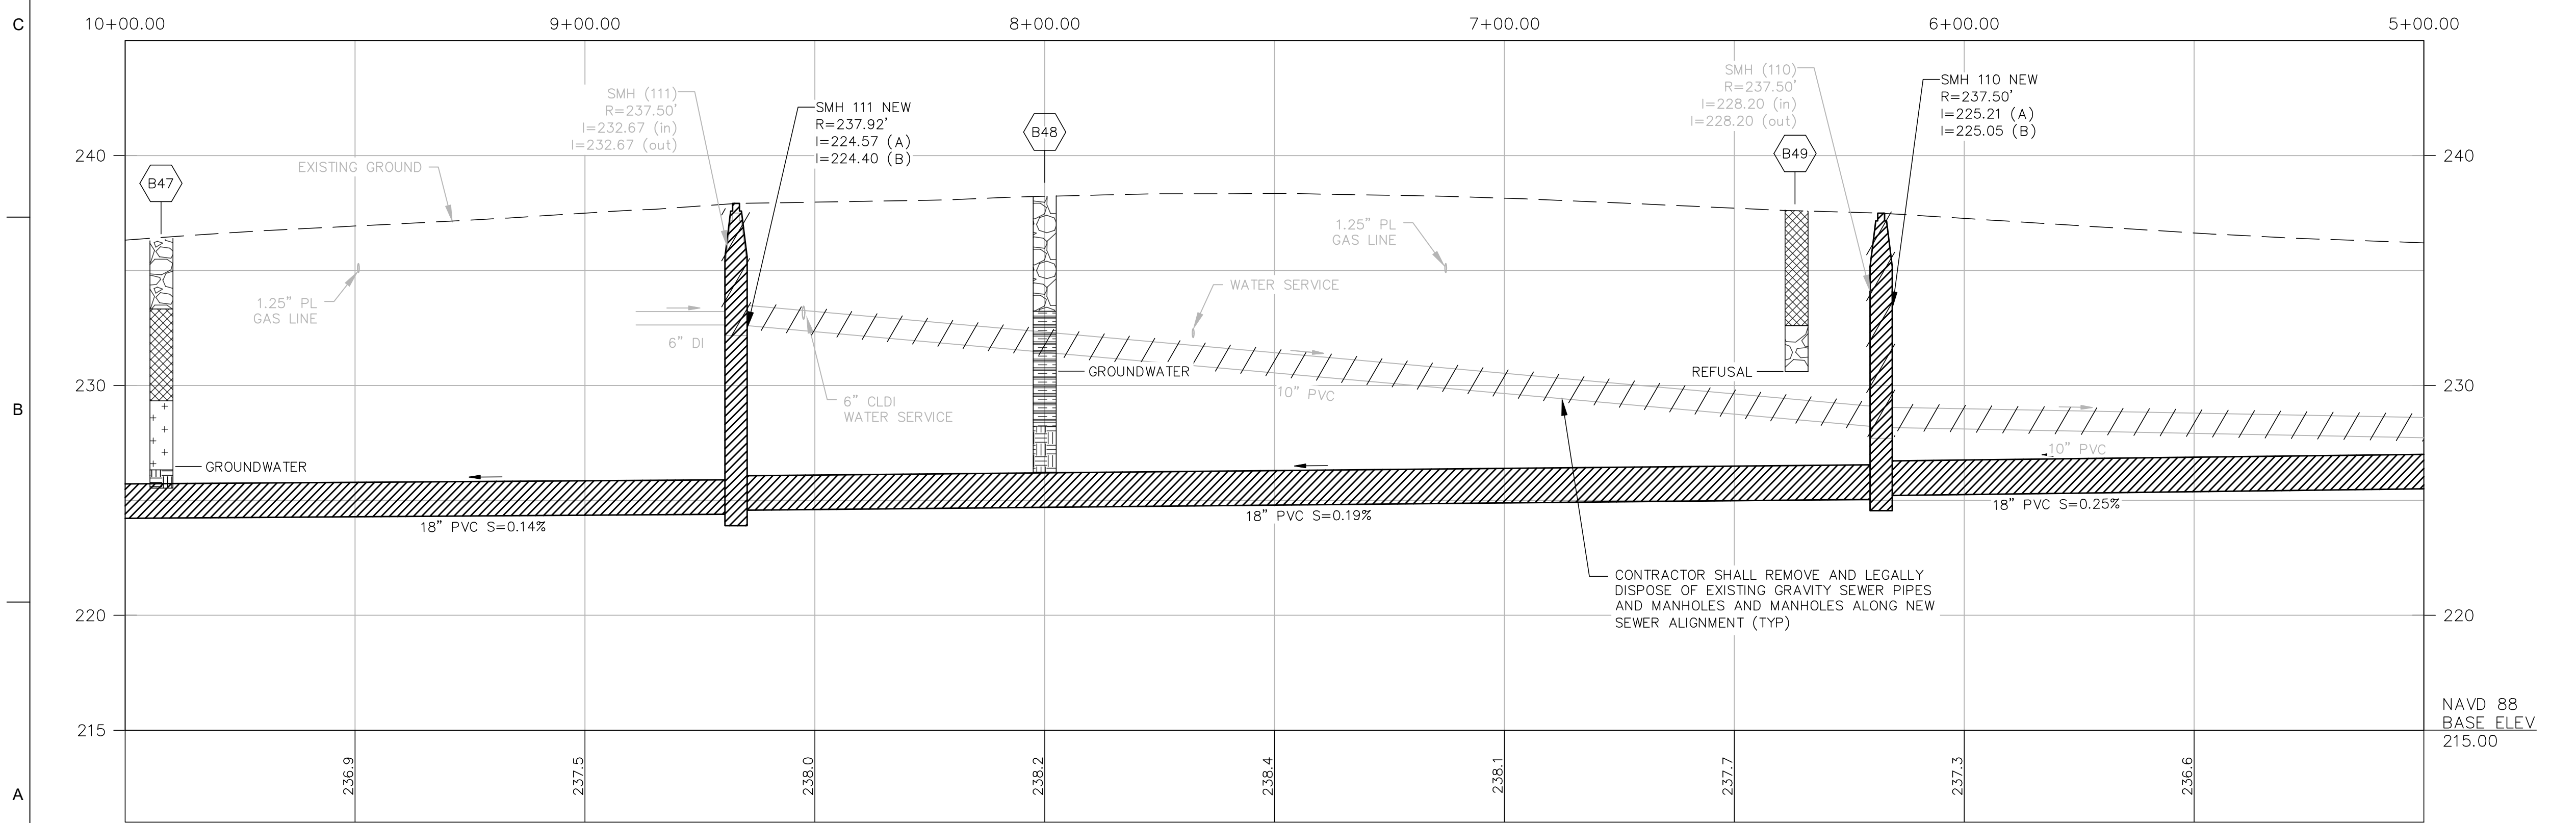 C
10+00.00
9+00.00
8+00.00
7+00.00
6+00.00
5+00.00
SMH (111)
R=237.50'
I=232.67 (in)
I=232.67 (out)
SMH 111 NEW
R=237.92'
I=224.57 (A)
I=224.40 (B)
SMH (110)
R=237.50'
I=228.20 (in)
I=228.20 (out)
SMH 110 NEW
R=237.50'
I=225.21 (A)
I=225.05 (B)
B47
B48
B49
240
240
EXISTING GROUND
1.25" PL
GAS LINE
1.25" PL
GAS LINE
WATER SERVICE
6" DI
6" CLDI
WATER SERVICE
GROUNDWATER
REFUSAL
10" PVC
B
230
230
10" PVC
GROUNDWATER
18" PVC S=0.14%
18" PVC S=0.19%
18" PVC S=0.25%
CONTRACTOR SHALL REMOVE AND LEGALLY
DISPOSE OF EXISTING GRAVITY SEWER PIPES
AND MANHOLES AND MANHOLES ALONG NEW
SEWER ALIGNMENT (TYP)
220
220
215
NAVD 88
BASE ELEV
215.00
A
236.9
237.5
238.0
238.2
238.4
238.1
237.7
237.3
236.6